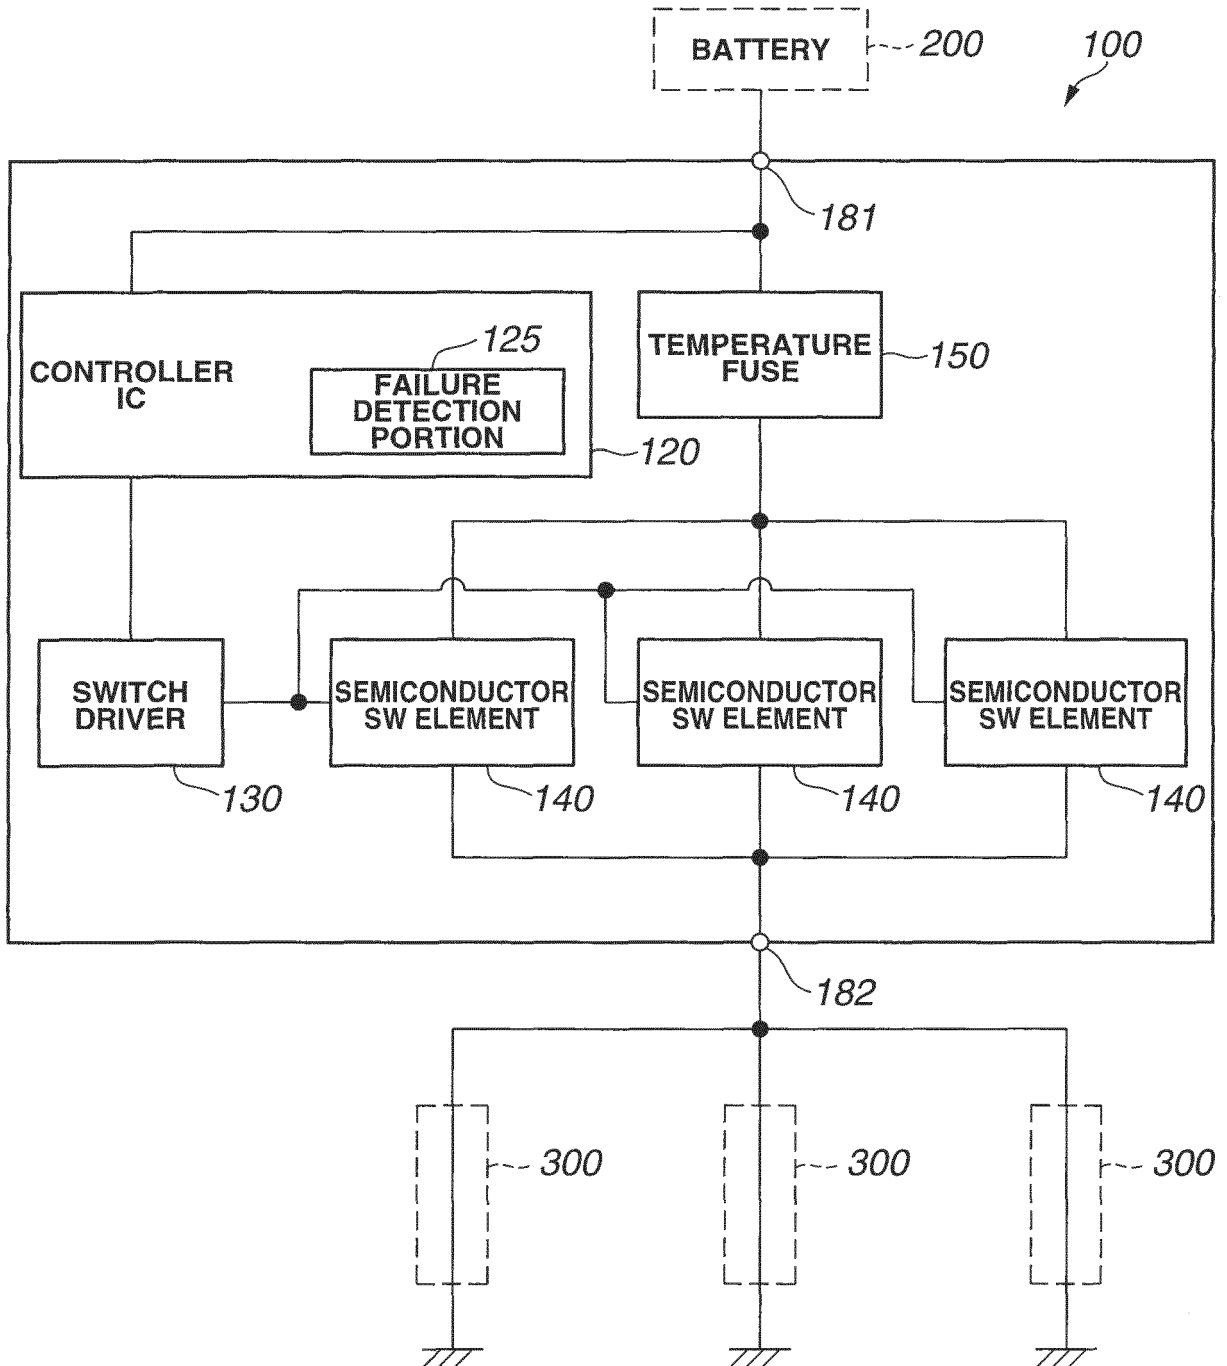 BATTERY
200
100
181
CONTROLLER
IC
125
FAILURE
DETECTION
PORTION
120
TEMPERATURE
FUSE
150
SWITCH
DRIVER
130
SEMICONDUCTOR
SW ELEMENT
140
SEMICONDUCTOR
SW ELEMENT
140
SEMICONDUCTOR
SW ELEMENT
140
182
300
300
300